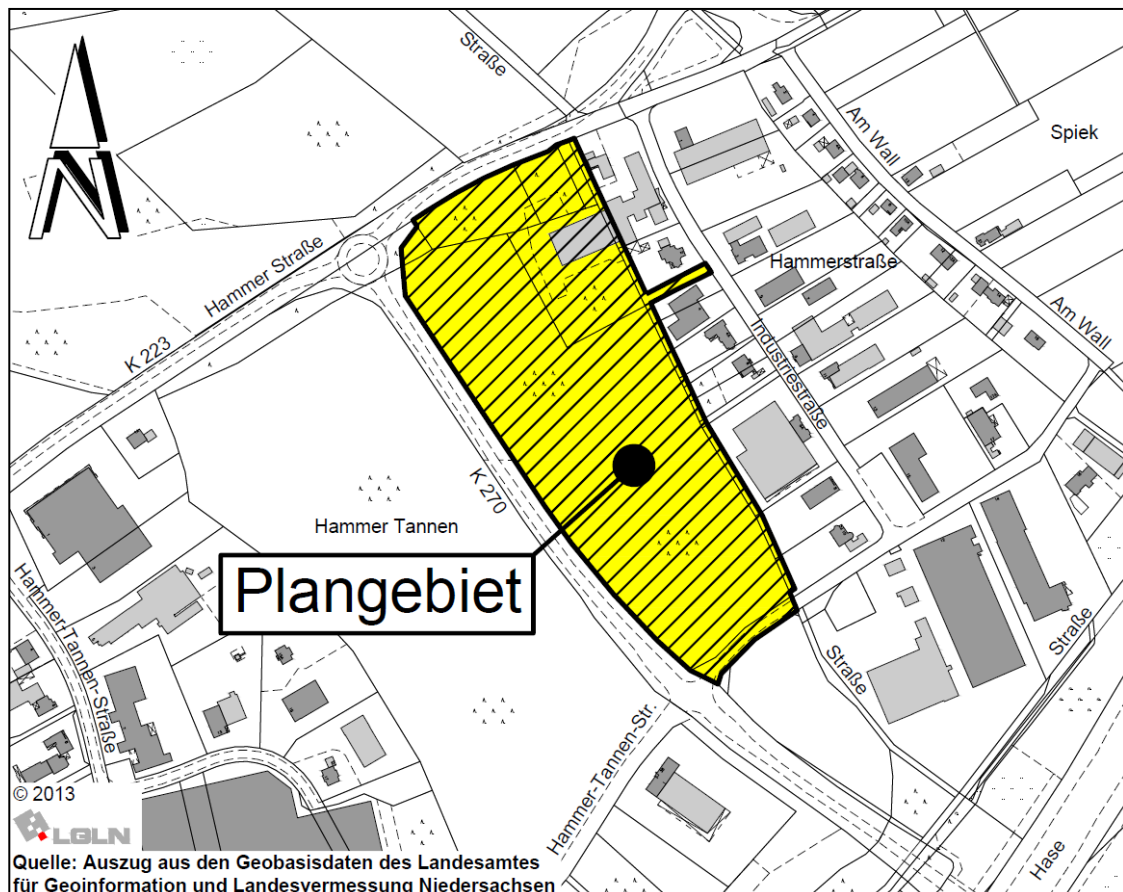 N
Straße
Am Wall
Spiek
Hammer Straße
Hammerstraße
Am Wall
K 223
Industriestraße
K 270
Hammer Tannen
Plangebiet
Hammer-Tannen-Straße
Straße
Straße
Hammer-Tannen-Str.
Hase
© 2013
LGLN
Quelle: Auszug aus den Geobasisdaten des Landesamtes
für Geoinformation und Landesvermessung Niedersachsen